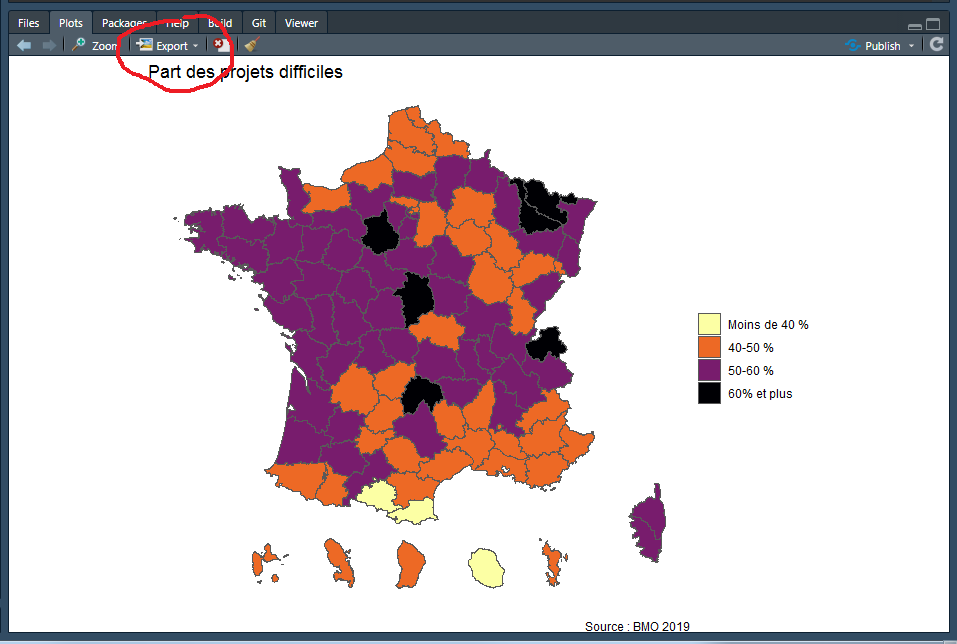 Files Plots Packages Help Build Git Viewer
Zoom Export Publish
Part des projets difficiles
Moins de 40 %
40-50 %
50-60 %
60% et plus
Source : BMO 2019